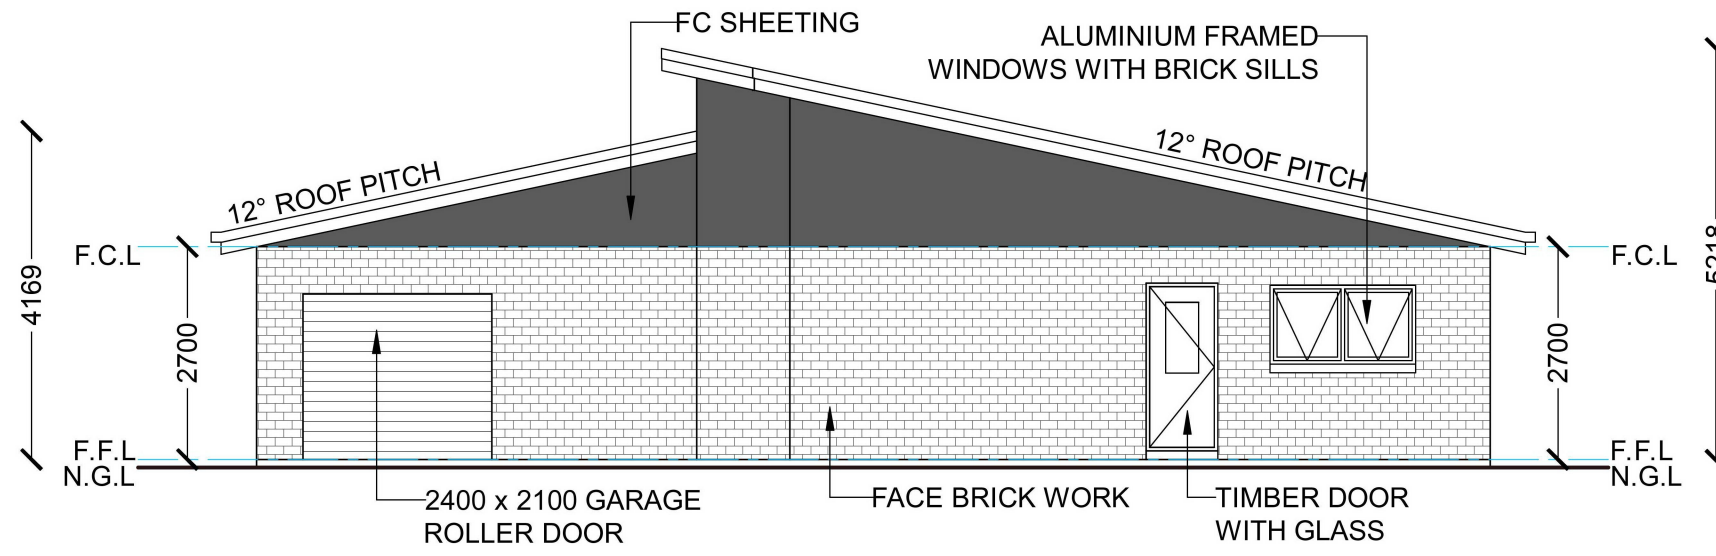 FC SHEETING
ALUMINIUM FRAMED
WINDOWS WITH BRICK SILLS
12° ROOF PITCH
12° ROOF PITCH
F.C.L
F.C.L
4169
2700
2700
5218
F.F.L
N.G.L
F.F.L
N.G.L
2400 x 2100 GARAGE
ROLLER DOOR
FACE BRICK WORK
TIMBER DOOR
WITH GLASS